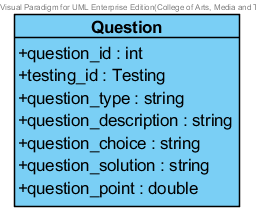 Visual Paradigm for UML Enterprise Edition(College of Arts, Media and T
Question
+question_id : int
+testing_id : Testing
+question_type : string
+question_description : string
+question_choice : string
+question_solution : string
+question_point : double